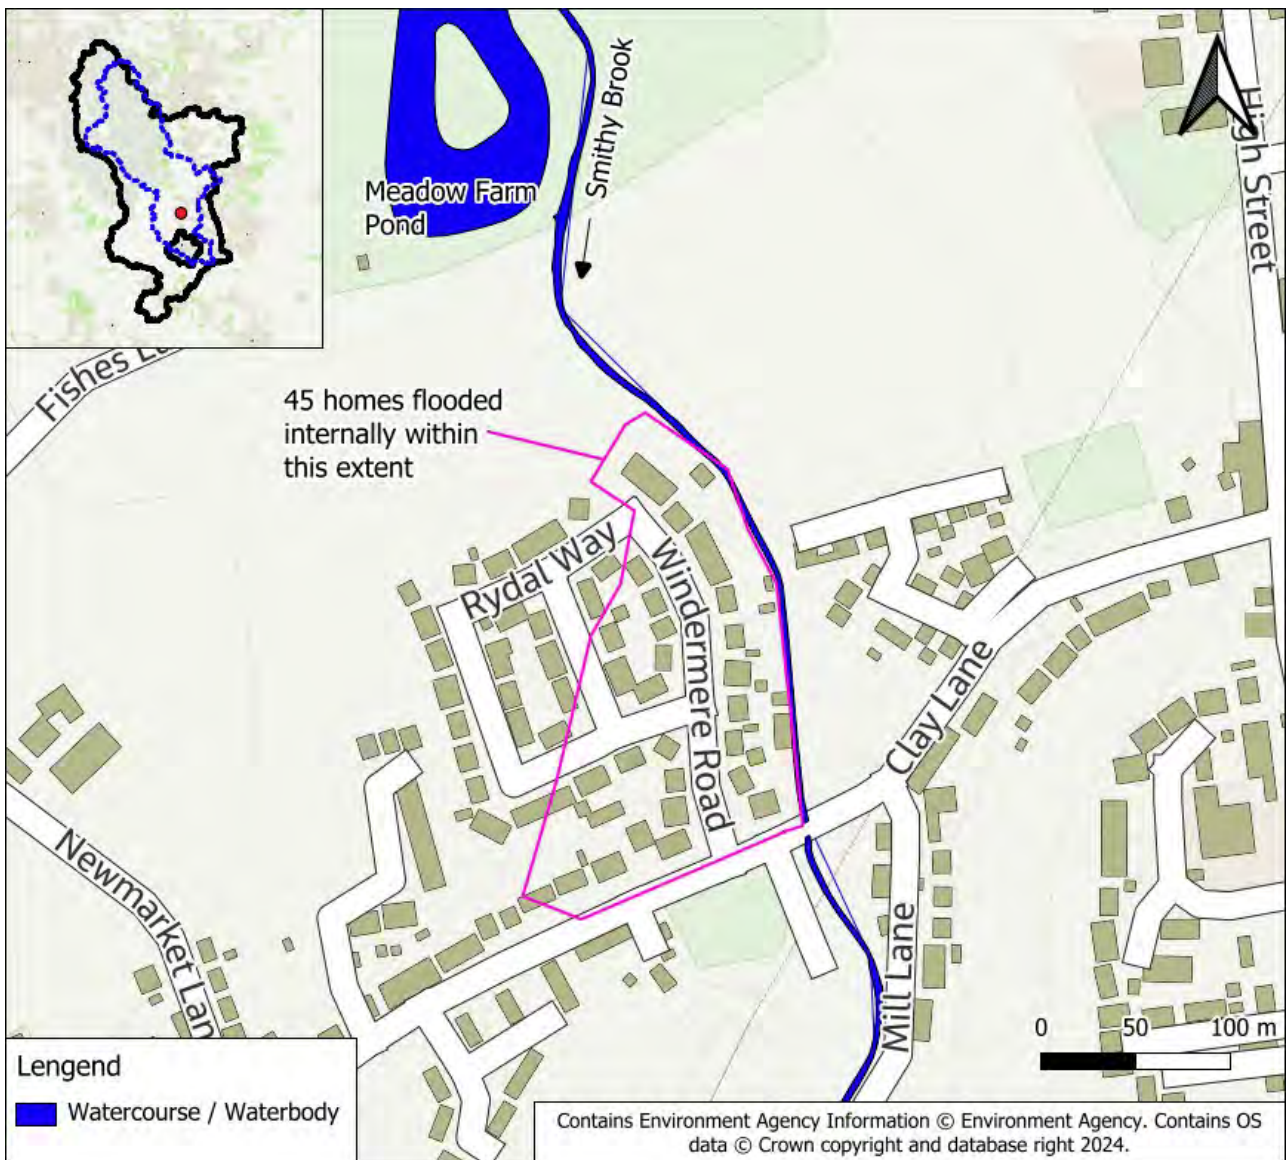 High Street
Smithy Brook
Meadow Farm
Pond
Fishes L
45 homes flooded
internally within
this extent
Rydal Way
Windermere Road
Clay Lane
Newmarket Lan
Mill Lane
0 50 100 m
Lengend
Watercourse / Waterbody
Contains Environment Agency Information © Environment Agency. Contains OS
data © Crown copyright and database right 2024.